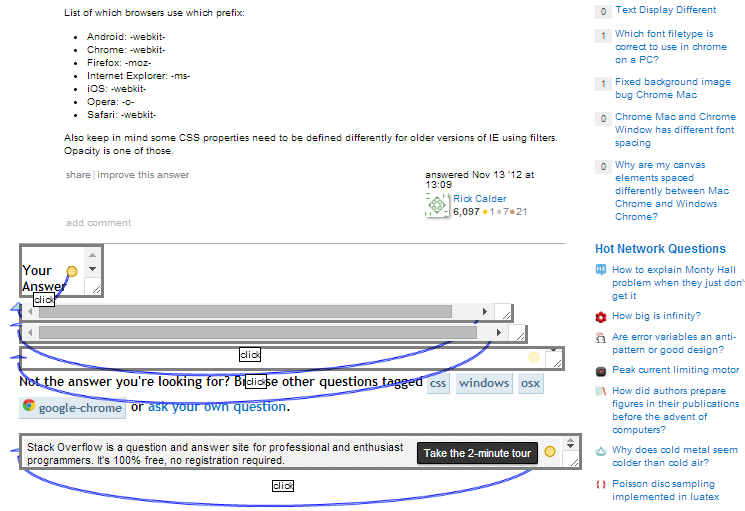 List of which browsers use which prefix:
Android: -webkit-
Chrome: -webkit-
Firefox: -moz-
Internet Explorer: -ms-
iOS: -webkit-
Opera: -o-
Safari: -webkit-
Also keep in mind some CSS properties need to be defined differently for older versions of IE using filters.
Opacity is one of those.
share | improve this answer
answered Nov 13 '12 at
13:09
Rick Calder
6,097 1 7 21
add comment
Your
Answer
click
click
click
Not the answer you're looking for? Browse other questions tagged css windows osx
google-chrome or ask your own question.
Stack Overflow is a question and answer site for professional and enthusiast
programmers. It's 100% free, no registration required.
Take the 2-minute tour
click
0 Text Display Different
1 Which font filetype is
correct to use in chrome
on a PC?
1 Fixed background image
bug Chrome Mac
0 Chrome Mac and Chrome
Window has different font
spacing
0 Why are my canvas
elements spaced
differently between Mac
Chrome and Windows
Chrome?
Hot Network Questions
How to explain Monty Hall
problem when they just don't
get it
How big is infinity?
Are error variables an anti-
pattern or good design?
Peak current limiting motor
How did authors prepare
figures in their publications
before the advent of
computers?
Why does cold metal seem
colder than cold air?
Poisson disc sampling
implemented in luatex